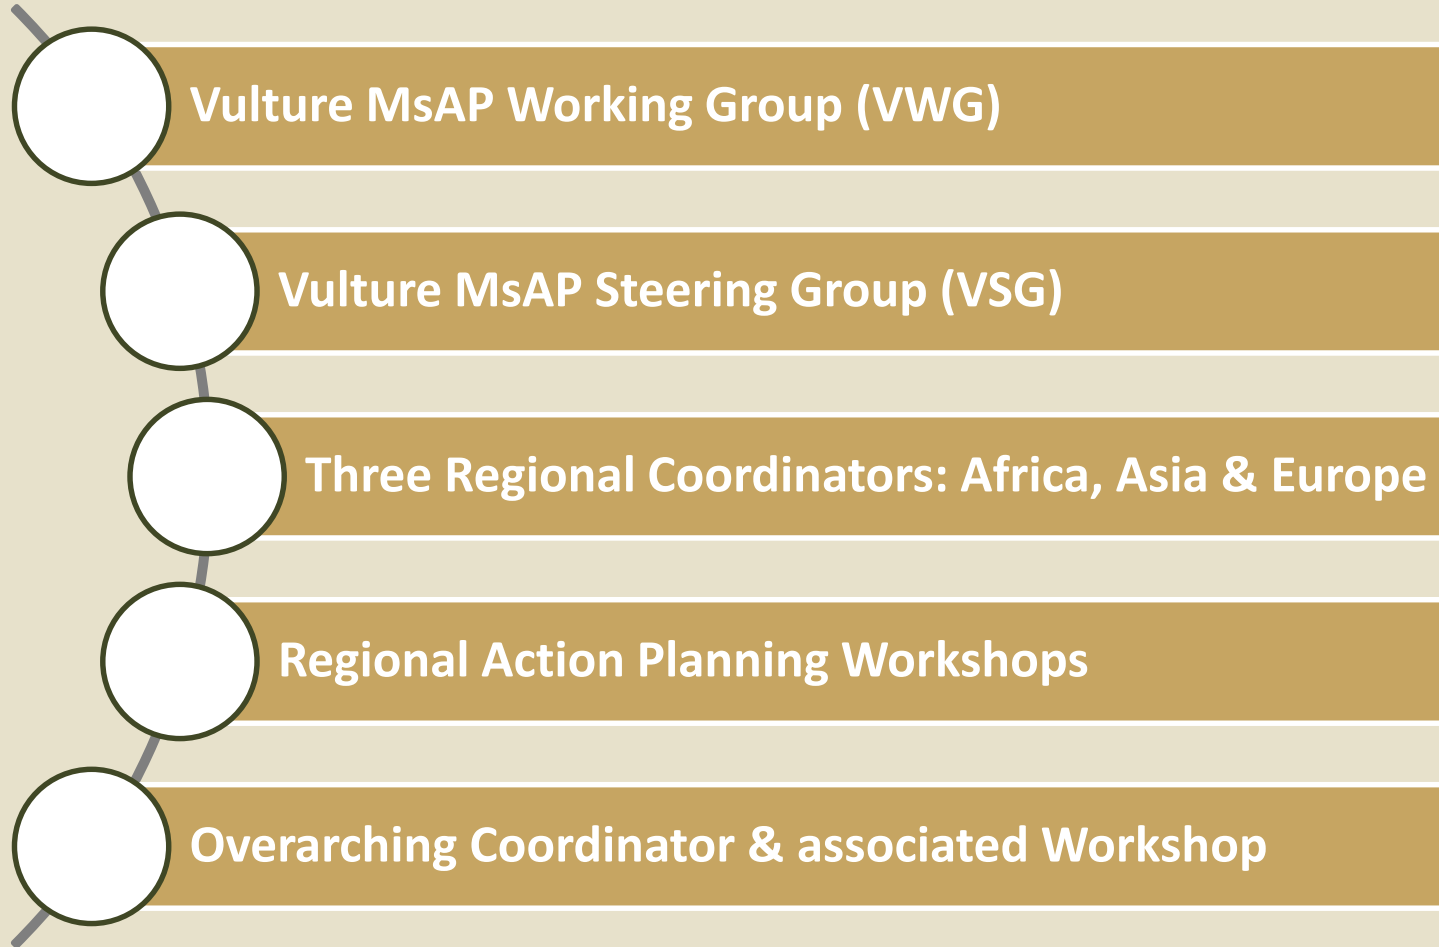 Vulture MsAP Working Group (VWG)
Vulture MsAP Steering Group (VSG)
Three Regional Coordinators: Africa, Asia & Europe
Regional Action Planning Workshops
Overarching Coordinator & associated Workshop